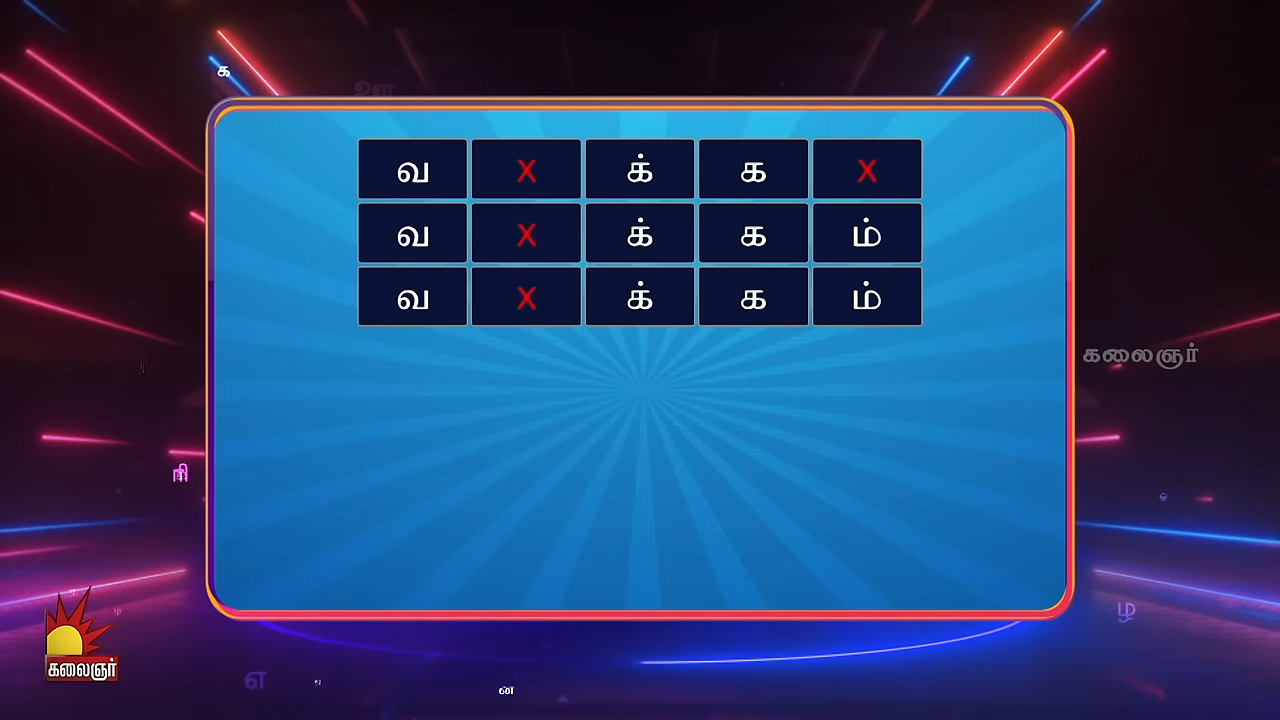 க
ஊ
வ X க் க X
வ X க் க ம்
வ X க் க ம்
கலைஞர்
னி
ழ
கலைஞர்
எ
ன